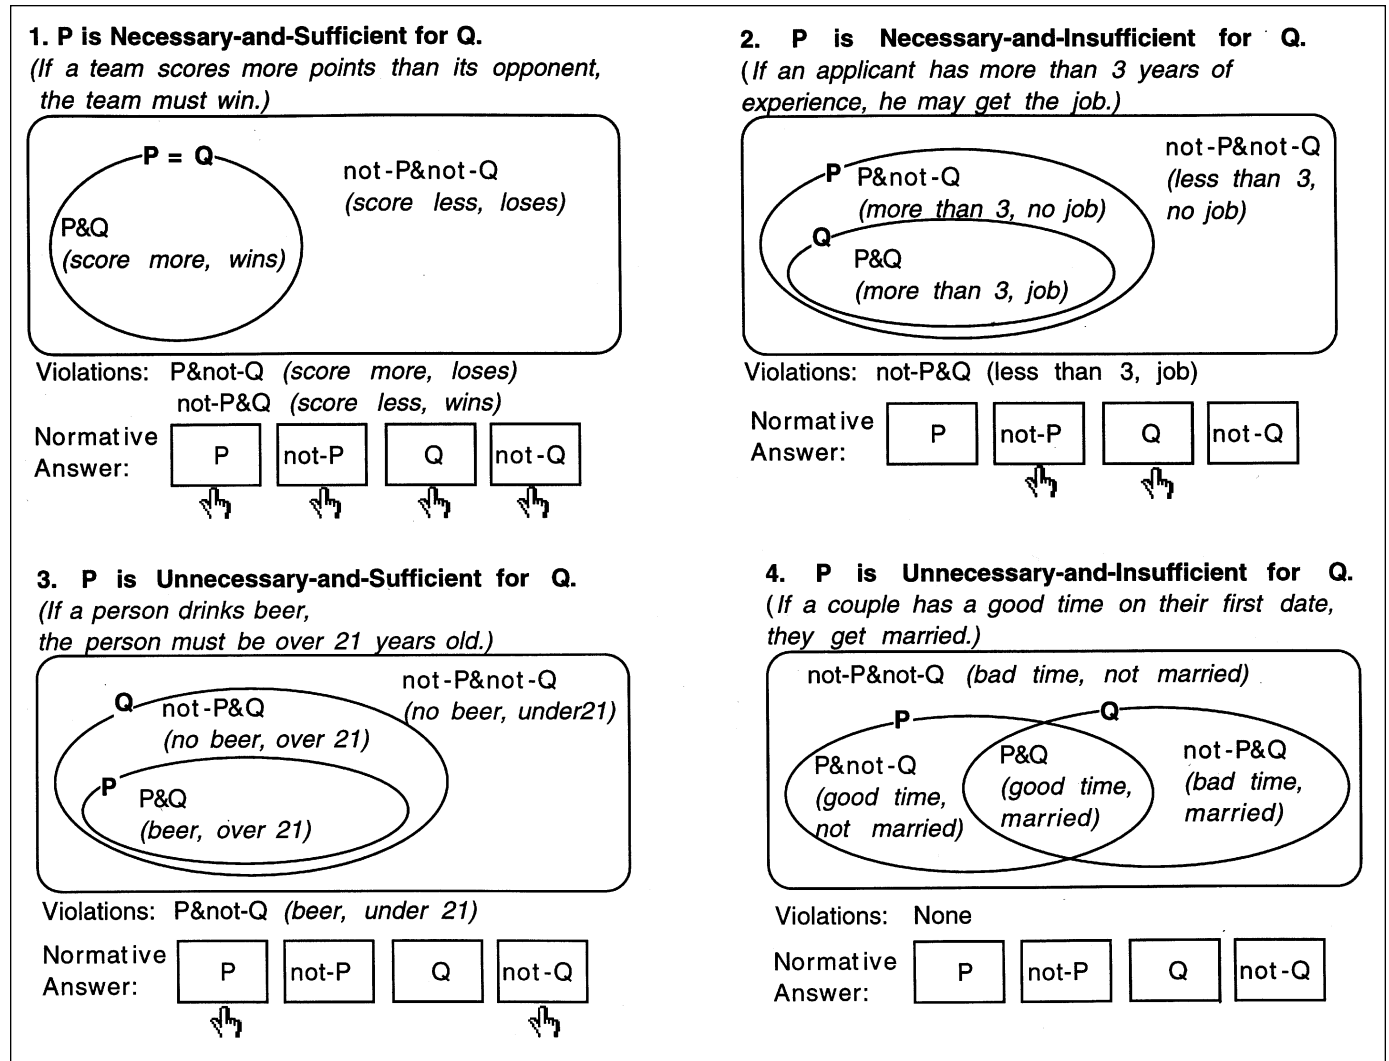 1. P is Necessary-and-Sufficient for Q.
(If a team scores more points than its opponent,
the team must win.)
P = Q
not-P&not-Q
(score less, loses)
P&Q
(score more, wins)
Violations: P&not-Q (score more, loses)
not-P&Q (score less, wins)
Normative
Answer:
P
not-P
Q
not-Q
2. P is Necessary-and-Insufficient for Q.
(If an applicant has more than 3 years of
experience, he may get the job.)
not-P&not-Q
(less than 3,
no job)
P
P&not-Q
(more than 3, no job)
Q
P&Q
(more than 3, job)
Violations: not-P&Q (less than 3, job)
Normative
Answer:
P
not-P
Q
not-Q
3. P is Unnecessary-and-Sufficient for Q.
(If a person drinks beer,
the person must be over 21 years old.)
not-P&not-Q
(no beer, under21)
Q
not-P&Q
(no beer, over 21)
P
P&Q
(beer, over 21)
Violations: P&not-Q (beer, under 21)
Normative
Answer:
P
not-P
Q
not-Q
4. P is Unnecessary-and-Insufficient for Q.
(If a couple has a good time on their first date,
they get married.)
not-P&not-Q (bad time, not married)
P
Q
P&not-Q
(good time,
not married)
P&Q
(good time,
married)
not-P&Q
(bad time,
married)
Violations: None
Normative
Answer:
P
not-P
Q
not-Q